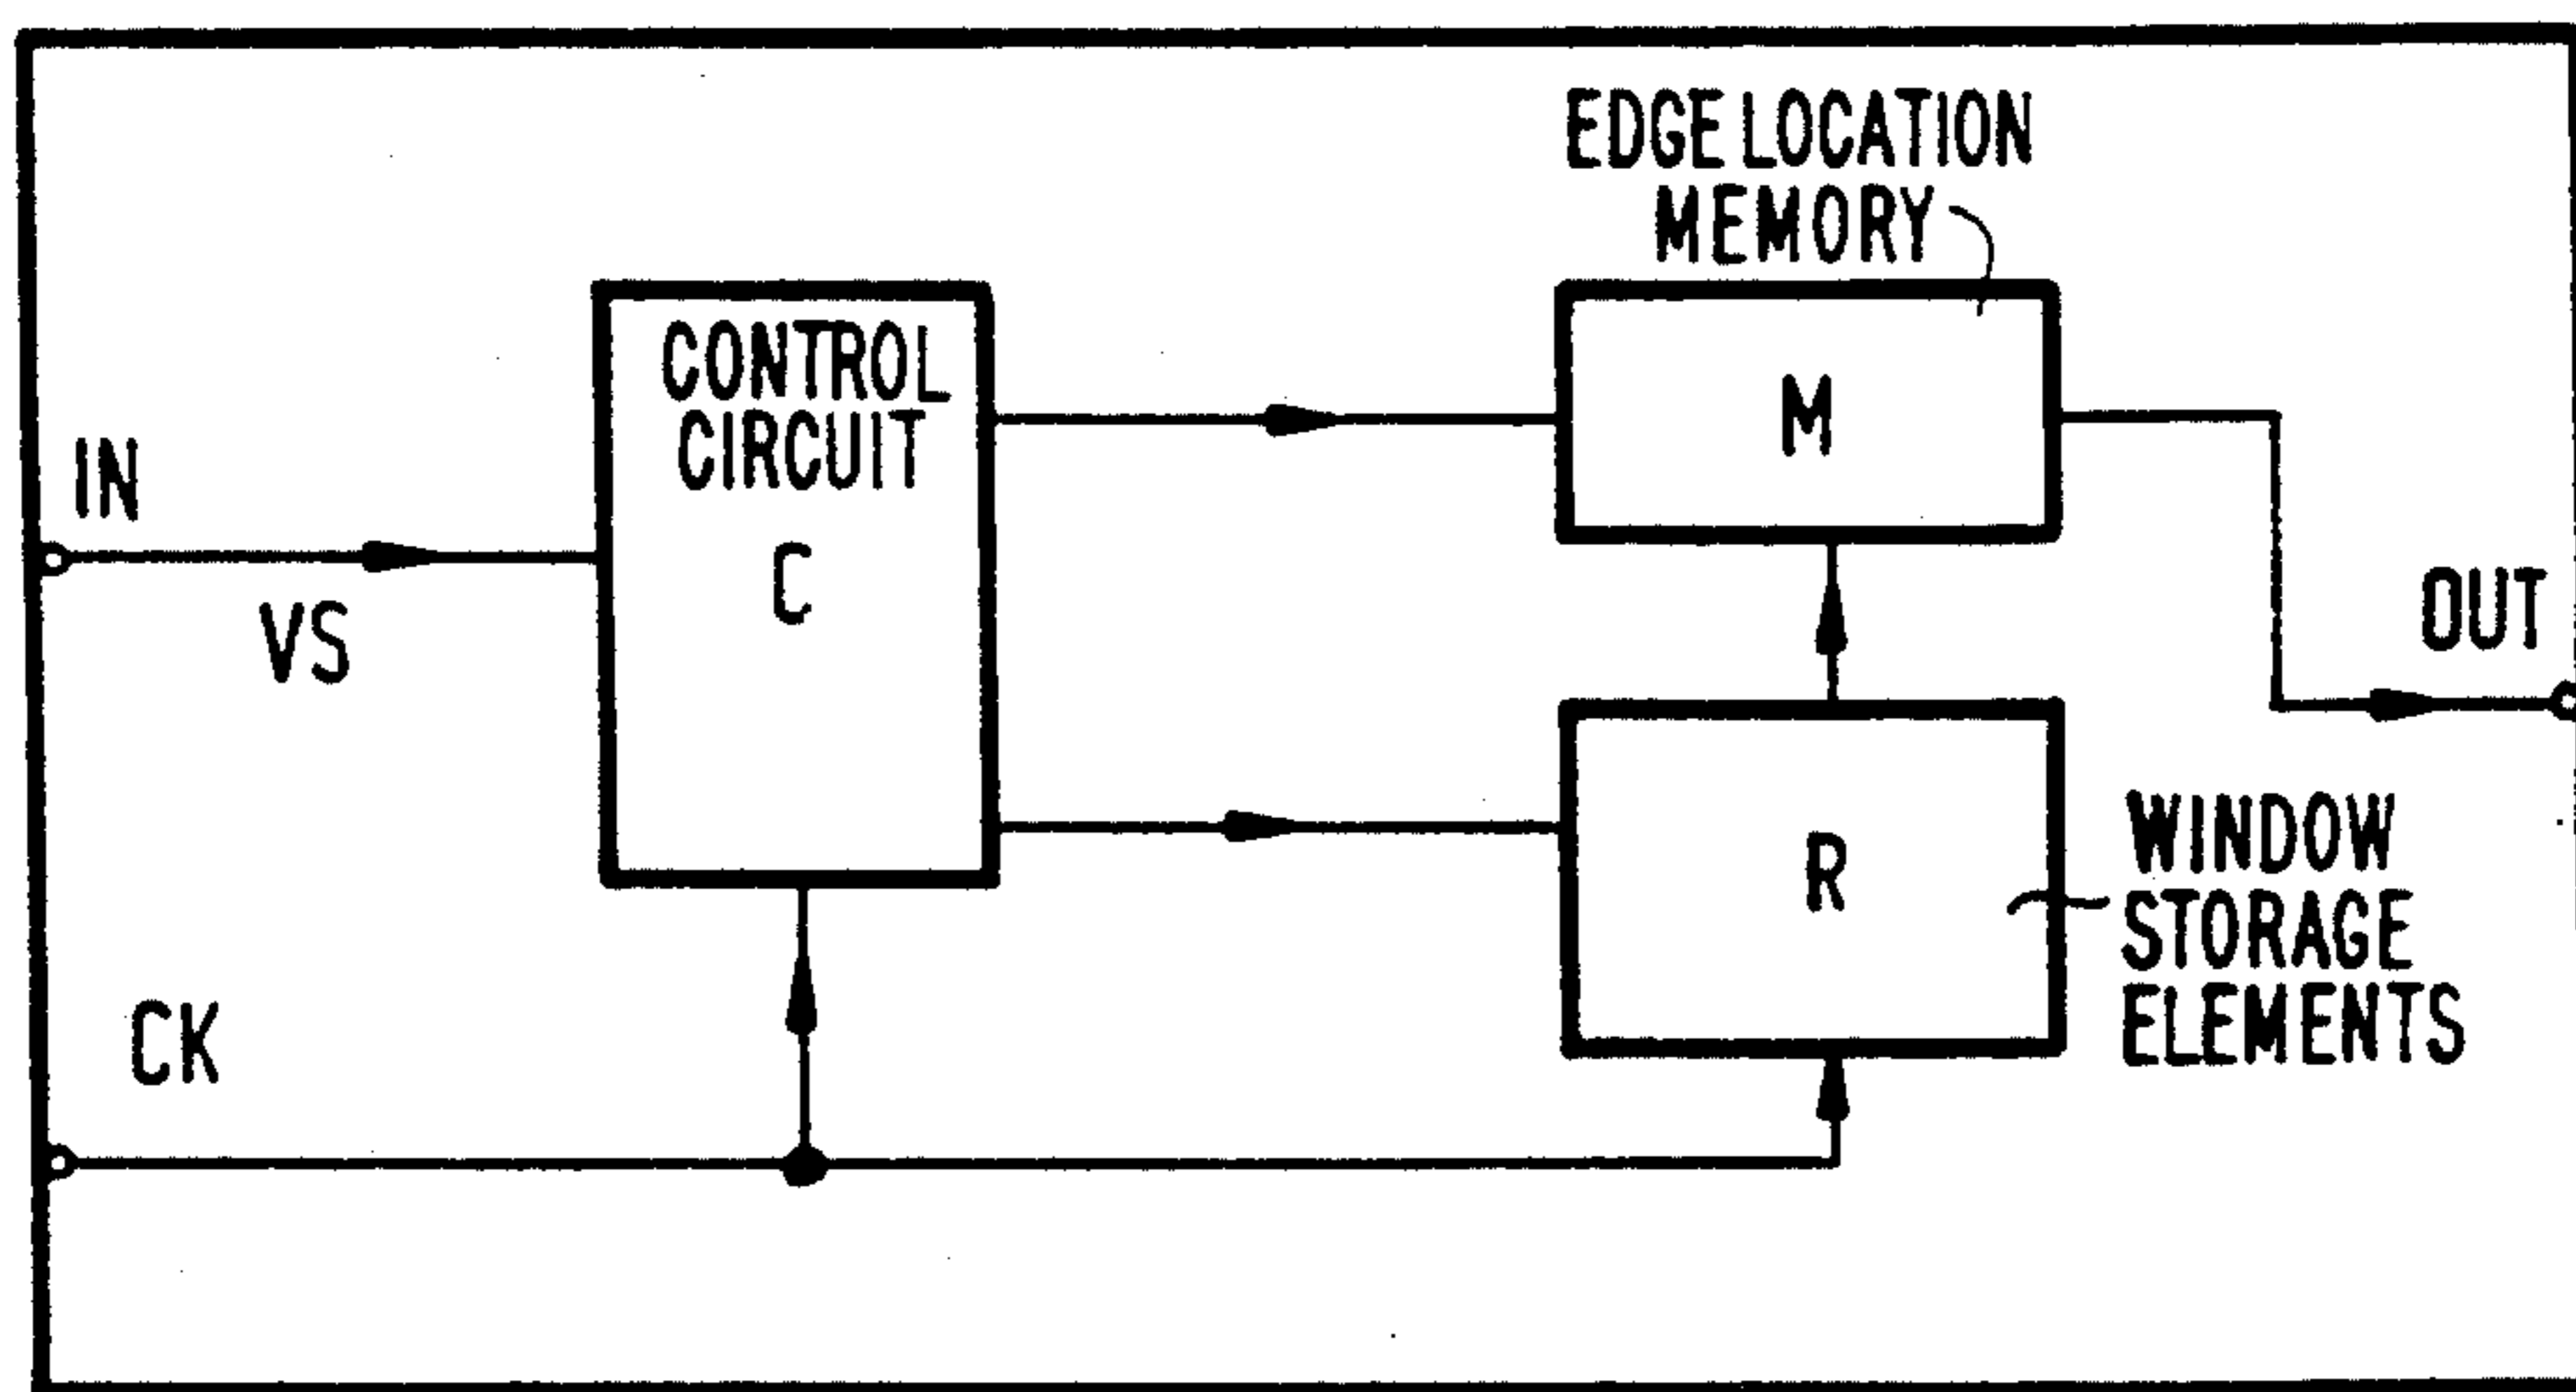 EDGE LOCATION
MEMORY
CONTROL
CIRCUIT
C
M
IN
VS
OUT
R
WINDOW
STORAGE
ELEMENTS
CK